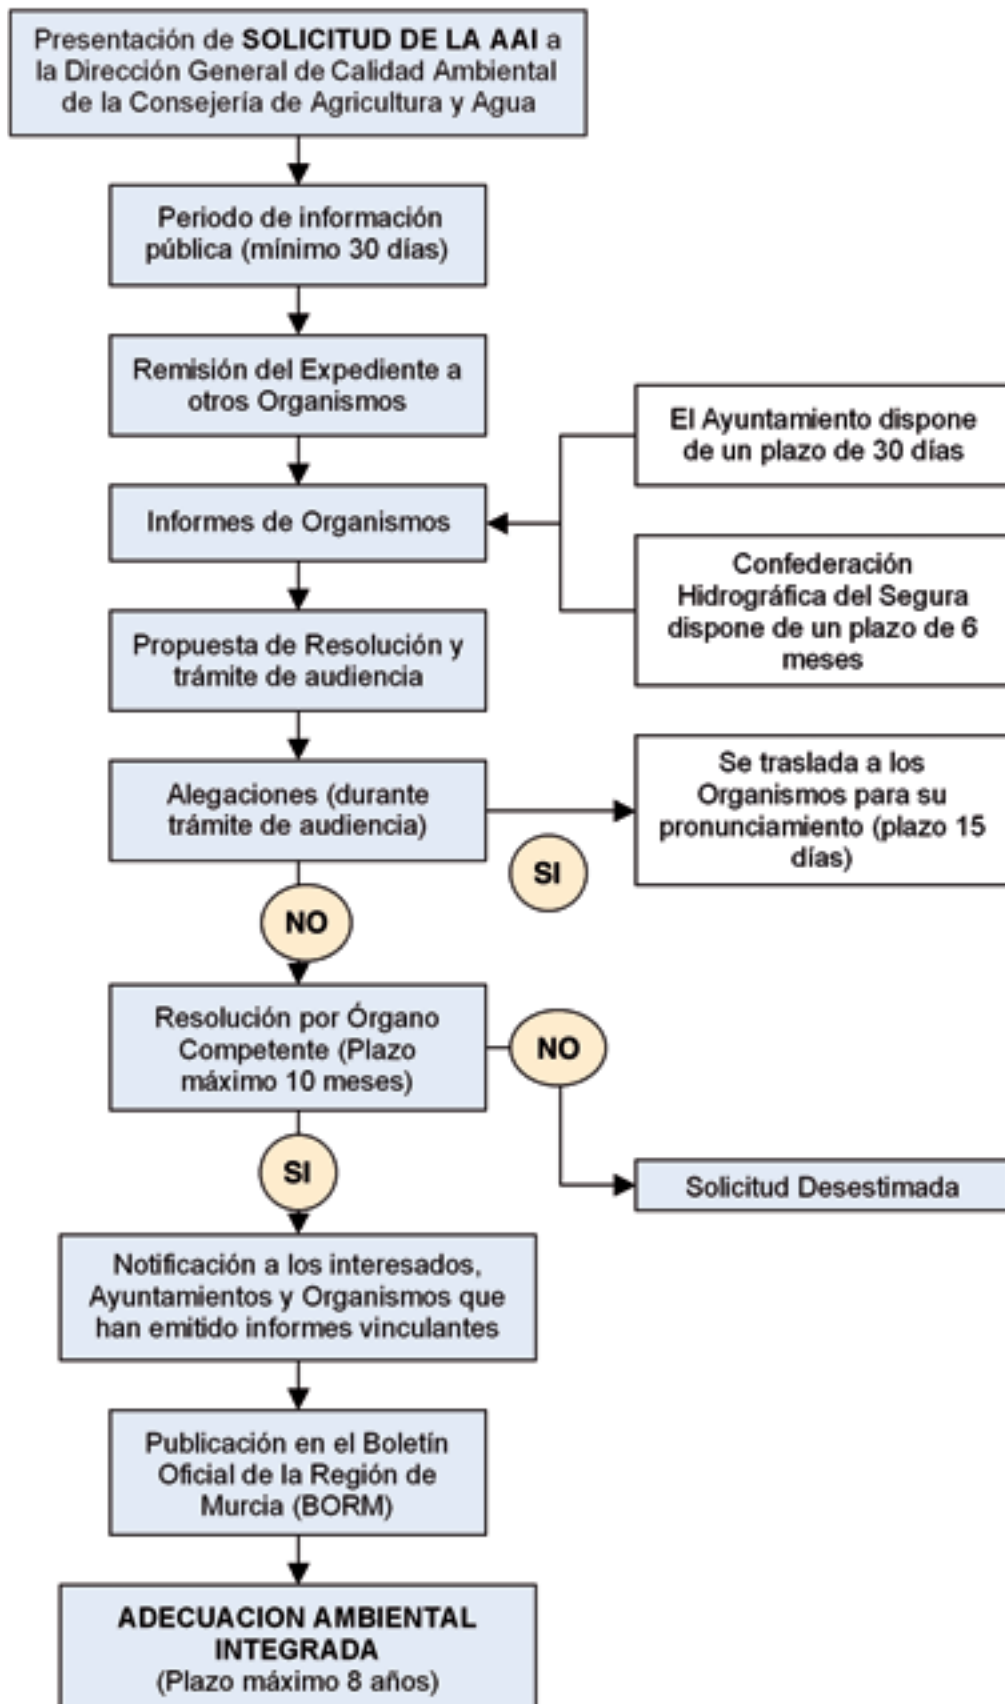 Presentación de SOLICITUD DE LA AAI a
la Dirección General de Calidad Ambiental
de la Consejería de Agricultura y Agua
Periodo de información
pública (mínimo 30 días)
Remisión del Expediente a
otros Organismos
El Ayuntamiento dispone
de un plazo de 30 días
Informes de Organismos
Confederación
Hidrográfica del Segura
dispone de un plazo de 6
meses
Propuesta de Resolución y
trámite de audiencia
Alegaciones (durante
trámite de audiencia)
Se traslada a los
Organismos para su
pronunciamiento (plazo 15
días)
SI
NO
Resolución por Órgano
Competente (Plazo
máximo 10 meses)
NO
SI
Solicitud Desestimada
Notificación a los interesados,
Ayuntamientos y Organismos que
han emitido informes vinculantes
Publicación en el Boletín
Oficial de la Región de
Murcia (BORM)
ADECUACION AMBIENTAL
INTEGRADA
(Plazo máximo 8 años)